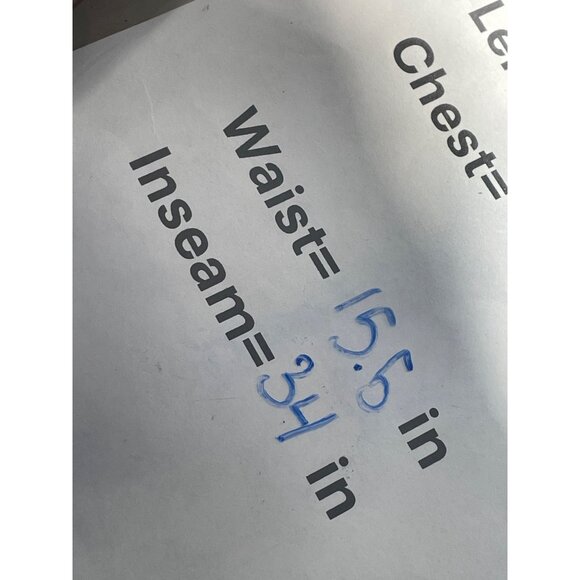 Chest=
Waist= 15.5 in
Inseam= 34 in